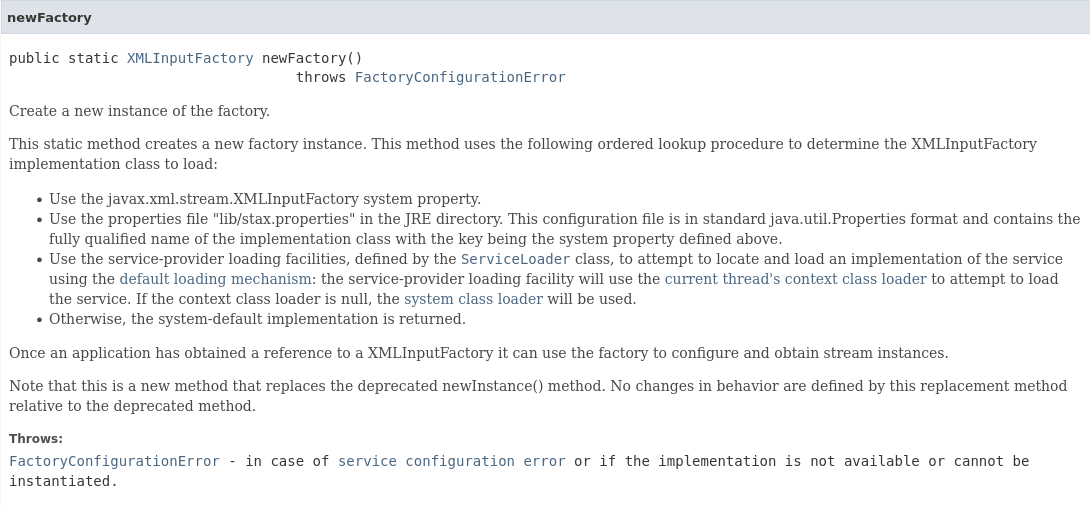 newFactory
public static XMLInputFactory newFactory()
throws FactoryConfigurationError
Create a new instance of the factory.
This static method creates a new factory instance. This method uses the following ordered lookup procedure to determine the XMLInputFactory
implementation class to load:
• Use the javax.xml.stream.XMLInputFactory system property.
• Use the properties file "lib/stax.properties" in the JRE directory. This configuration file is in standard java.util.Properties format and contains the
fully qualified name of the implementation class with the key being the system property defined above.
• Use the service-provider loading facilities, defined by the ServiceLoader class, to attempt to locate and load an implementation of the service
using the default loading mechanism: the service-provider loading facility will use the current thread's context class loader to attempt to load
the service. If the context class loader is null, the system class loader will be used.
• Otherwise, the system-default implementation is returned.
Once an application has obtained a reference to a XMLInputFactory it can use the factory to configure and obtain stream instances.
Note that this is a new method that replaces the deprecated newInstance() method. No changes in behavior are defined by this replacement method
relative to the deprecated method.
Throws:
FactoryConfigurationError - in case of service configuration error or if the implementation is not available or cannot be
instantiated.